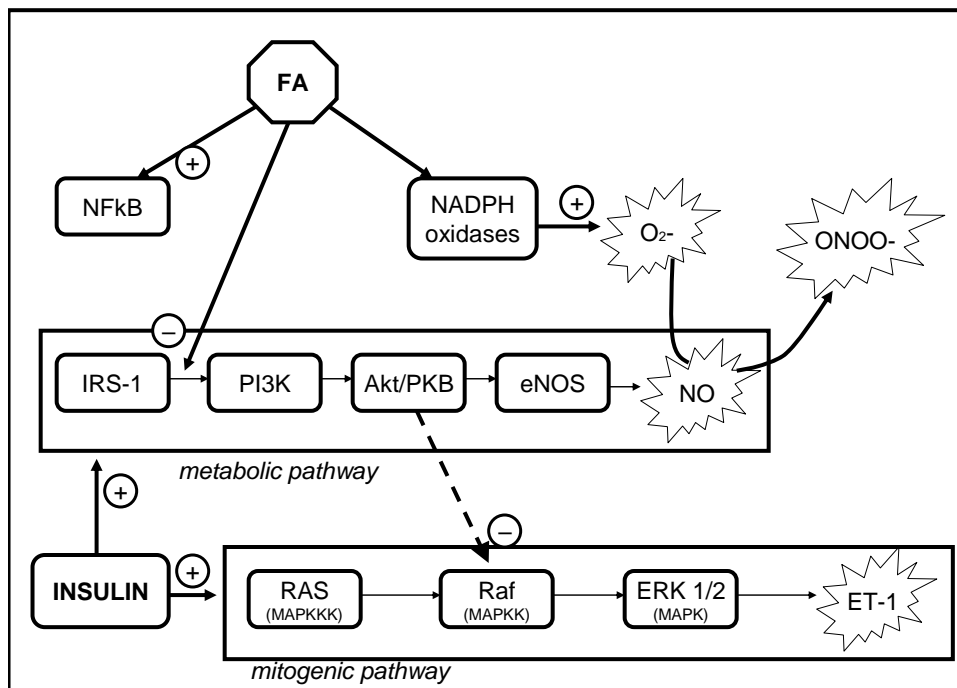 FA
+
NFkB
NADPH
oxidases
+
O2-
ONOO-
−
IRS-1
PI3K
Akt/PKB
eNOS
NO
metabolic pathway
+
−
INSULIN
+
RAS
(MAPKKK)
Raf
(MAPKK)
ERK 1/2
(MAPK)
ET-1
mitogenic pathway